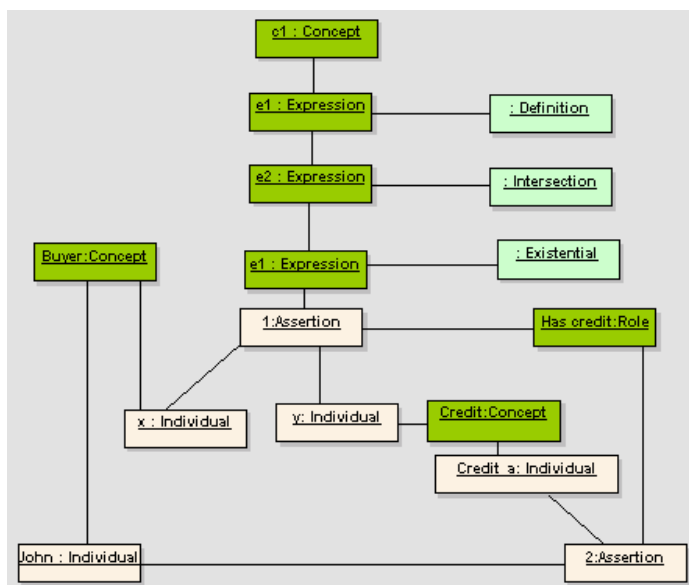 c1 : Concept
e1 : Expression
: Definition
e2 : Expression
: Intersection
Buyer:Concept
e1 : Expression
: Existential
1:Assertion
Has credit:Role
x : Individual
y: Individual
Credit:Concept
Credit_a: Individual
John : Individual
2:Assertion